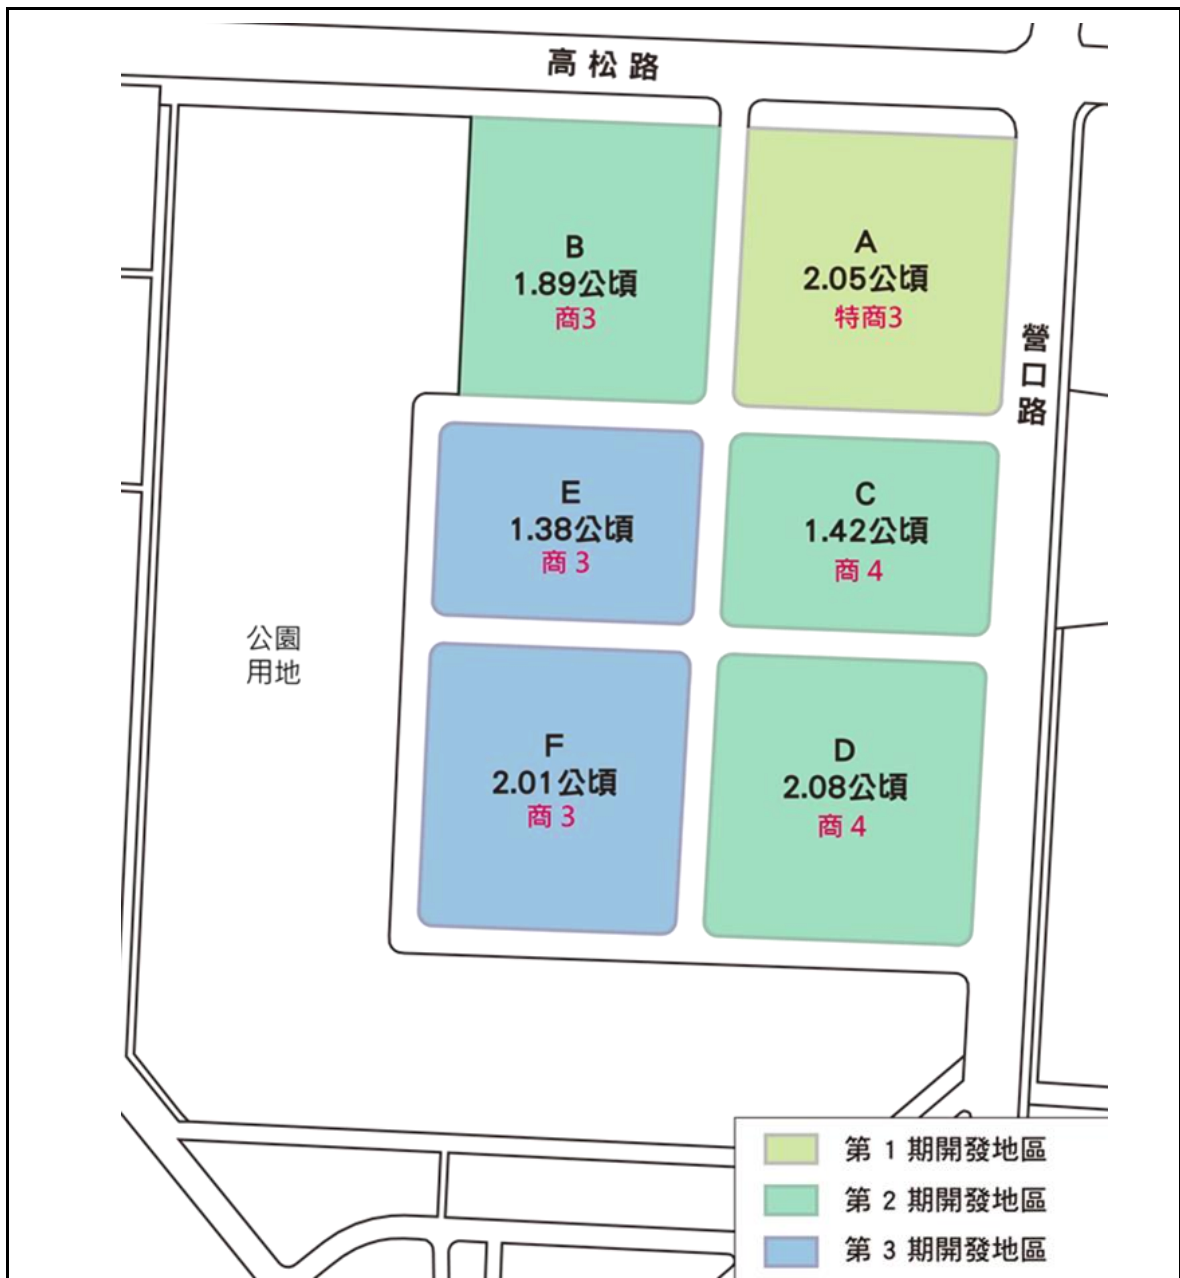 高松路
B
1.89公頃
商3
A
2.05公頃
特商3
營口路
E
1.38公頃
商 3
C
1.42公頃
商 4
公園
用地
F
2.01公頃
商 3
D
2.08公頃
商 4
第 1 期開發地區
第 2 期開發地區
第 3 期開發地區